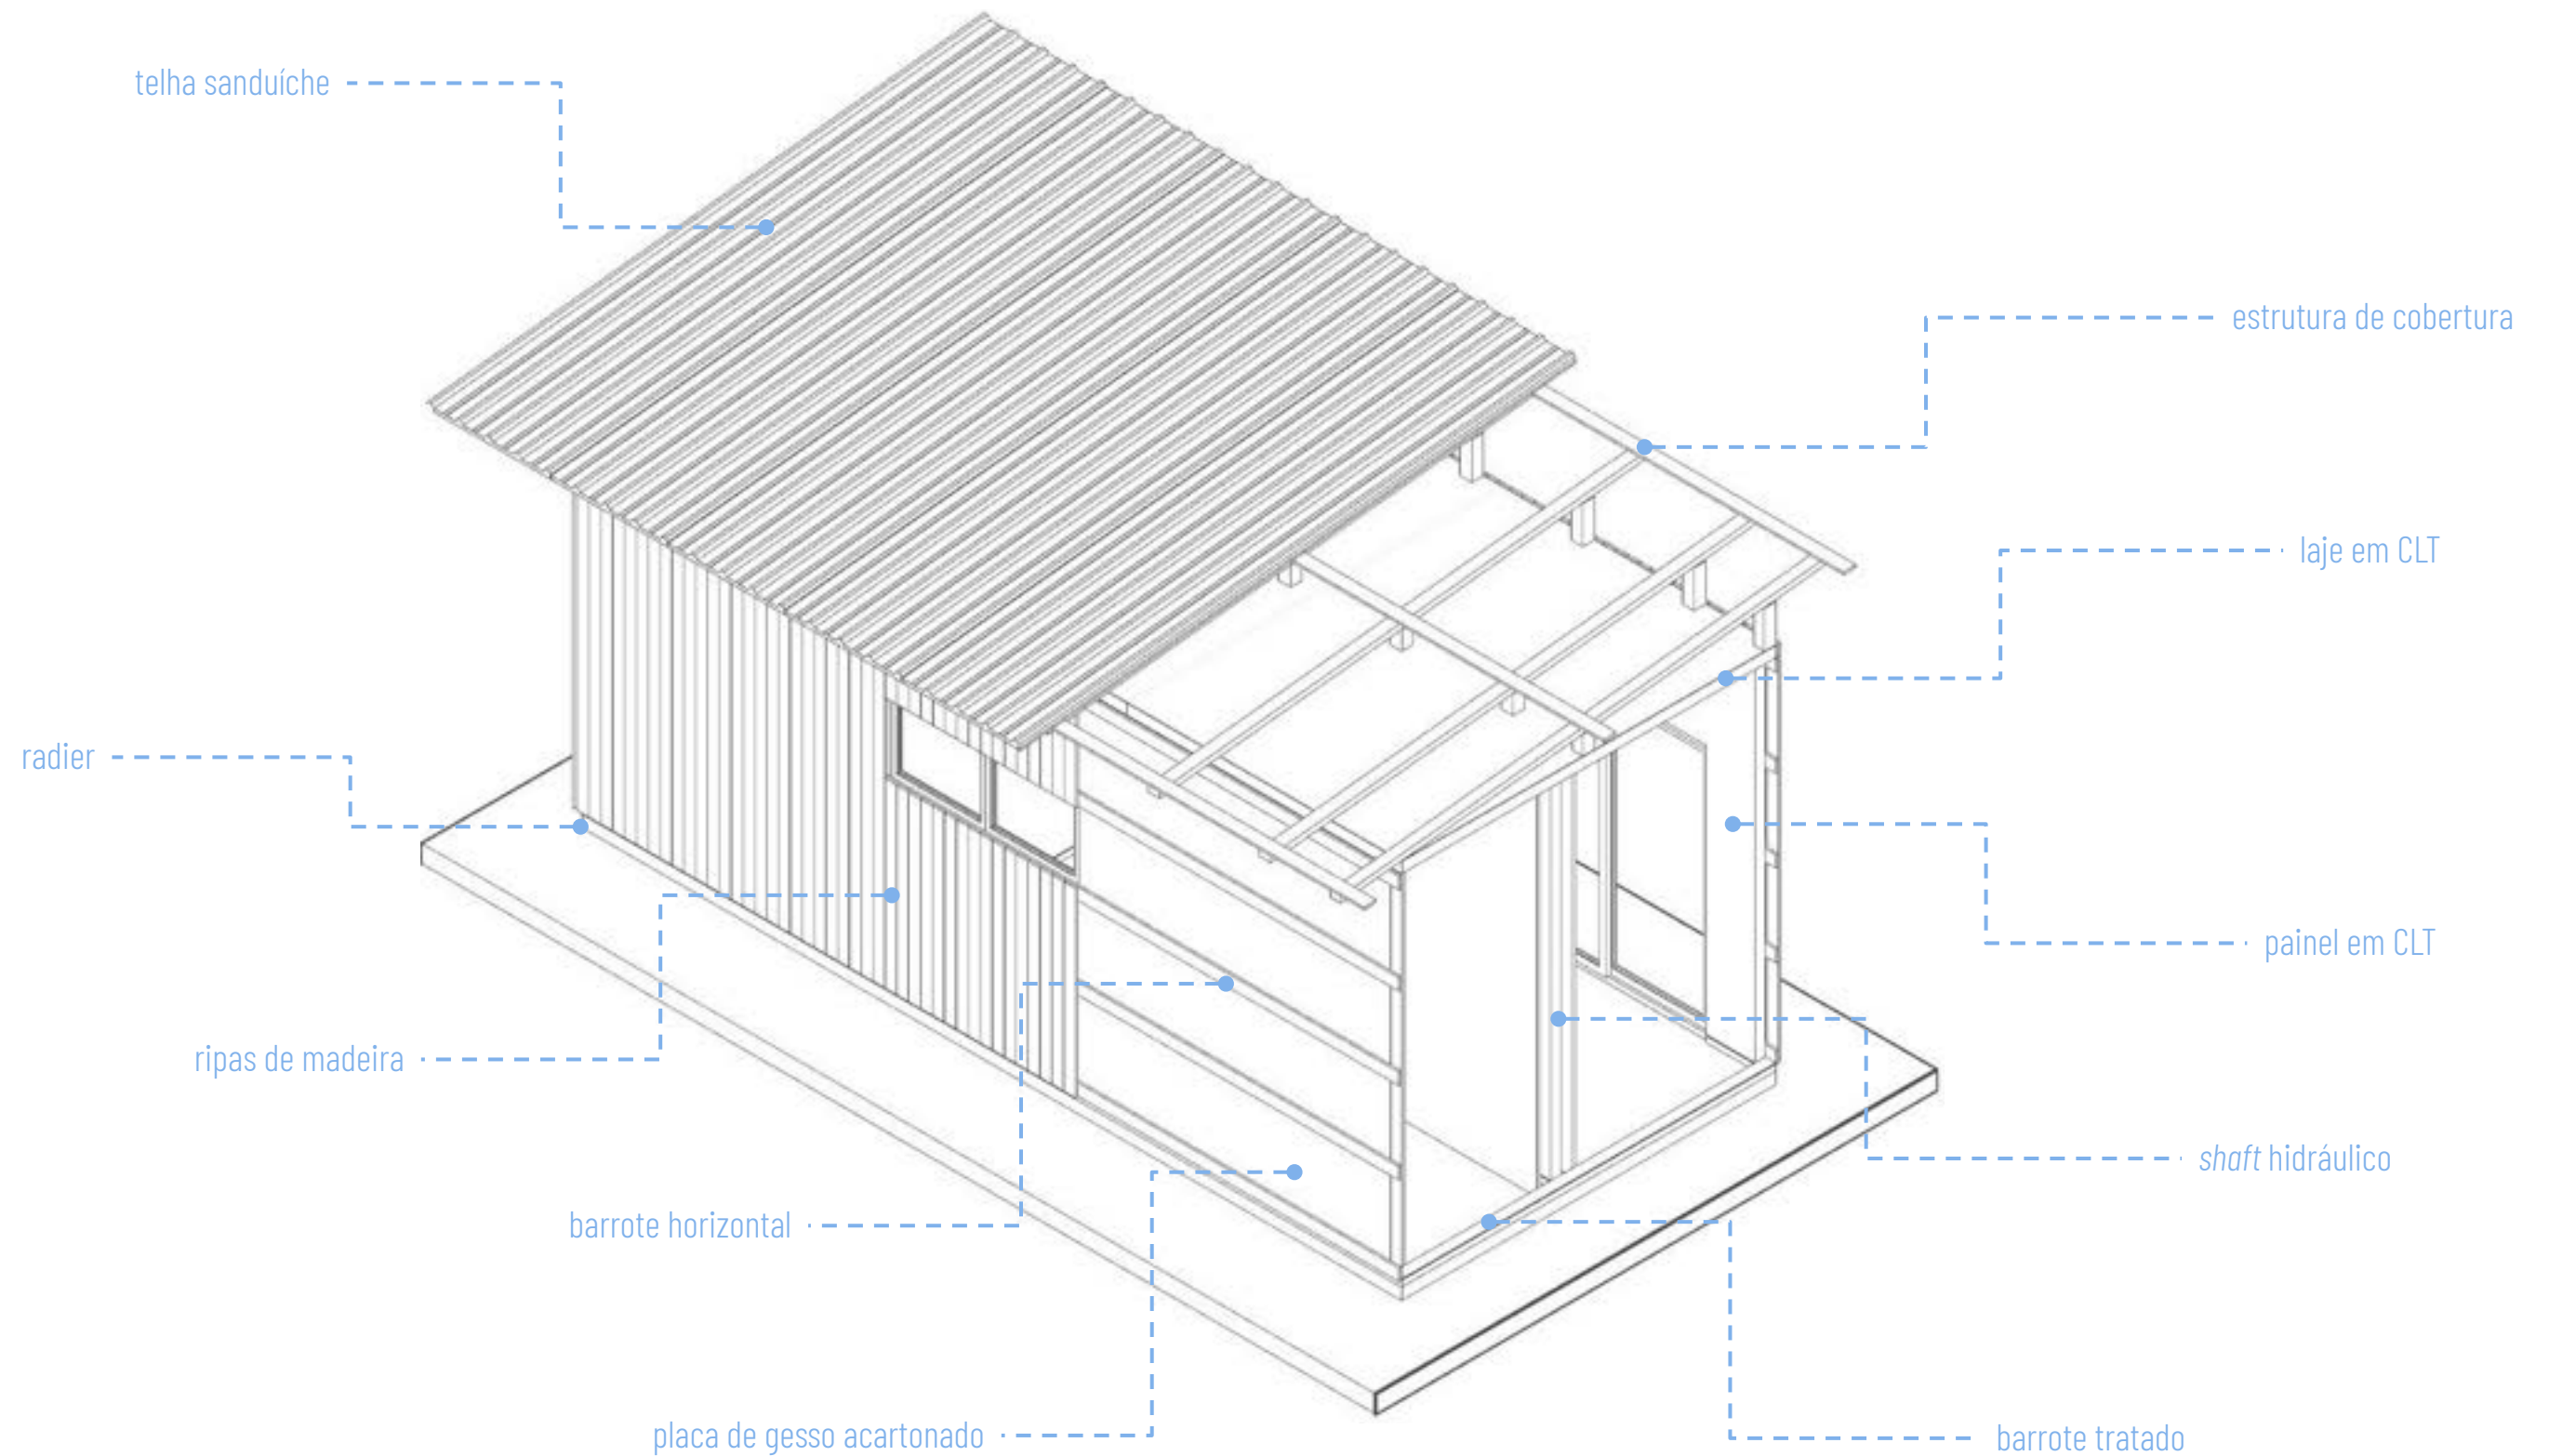 telha sanduíche
estrutura de cobertura
laje em CLT
radier
painel em CLT
ripas de madeira
shaft hidráulico
barrote horizontal
placa de gesso acartonado
barrote tratado